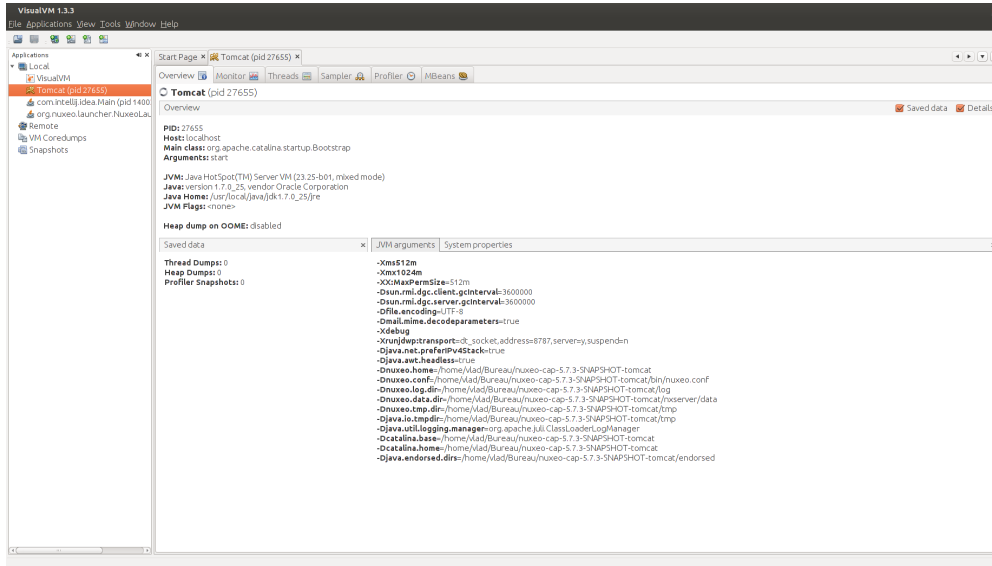 VisualVM 1.3.3
File Applications View Tools Window Help
Applications
Start Page
Tomcat (pid 27655)
Local
VisualVM
Tomcat (pid 27655)
com.intellij.idea.Main (pid 1400
org.nuxeo.launcher.NuxeoLau
Remote
VM Coredumps
Snapshots
Overview Monitor Threads Sampler Profiler MBeans
Tomcat (pid 27655)
Overview
Saved data Details
PID: 27655
Host: localhost
Main class: org.apache.catalina.startup.Bootstrap
Arguments: start
JVM: Java HotSpot(TM) Server VM (23.25-b01, mixed mode)
Java: version 1.7.0_25, vendor Oracle Corporation
Java Home: /usr/local/java/jdk1.7.0_25/jre
JVM Flags: <none>
Heap dump on OOME: disabled
Saved data
Thread Dumps: 0
Heap Dumps: 0
Profiler Snapshots: 0
JVM arguments System properties
-Xms512m
-Xmx1024m
-XX:MaxPermSize=512m
-Dsun.rmi.dgc.client.gcInterval=3600000
-Dsun.rmi.dgc.server.gcInterval=3600000
-Dfile.encoding=UTF-8
-Dmail.mime.decodeparameters=true
-Xdebug
-Xrunjdwp:transport=dt_socket,address=8787,server=y,suspend=n
-Djava.net.preferIPv4Stack=true
-Djava.awt.headless=true
-Dnuxeo.home=/home/vlad/Bureau/nuxeo-cap-5.7.3-SNAPSHOT-tomcat
-Dnuxeo.conf=/home/vlad/Bureau/nuxeo-cap-5.7.3-SNAPSHOT-tomcat/bin/nuxeo.conf
-Dnuxeo.log.dir=/home/vlad/Bureau/nuxeo-cap-5.7.3-SNAPSHOT-tomcat/log
-Dnuxeo.data.dir=/home/vlad/Bureau/nuxeo-cap-5.7.3-SNAPSHOT-tomcat/nxserver/data
-Dnuxeo.tmp.dir=/home/vlad/Bureau/nuxeo-cap-5.7.3-SNAPSHOT-tomcat/tmp
-Djava.io.tmpdir=/home/vlad/Bureau/nuxeo-cap-5.7.3-SNAPSHOT-tomcat/tmp
-Djava.util.logging.manager=org.apache.juli.ClassLoaderLogManager
-Dcatalina.base=/home/vlad/Bureau/nuxeo-cap-5.7.3-SNAPSHOT-tomcat
-Dcatalina.home=/home/vlad/Bureau/nuxeo-cap-5.7.3-SNAPSHOT-tomcat
-Djava.endorsed.dirs=/home/vlad/Bureau/nuxeo-cap-5.7.3-SNAPSHOT-tomcat/endorsed